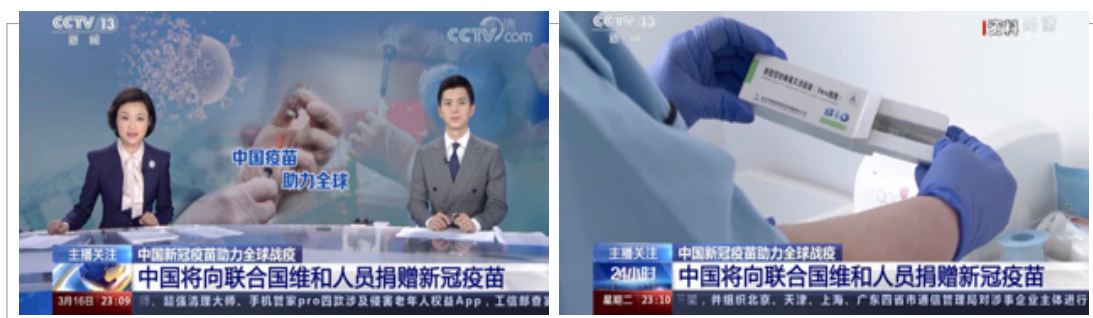 CCTV 13
新闻
CCTV.com
中国疫苗
助力全球
主播关注
中国新冠疫苗助力全球战疫
中国将向联合国维和人员捐赠新冠疫苗
3月16日 23:09
师、超强清理大师、手机管家pro四款涉及侵害老年人权益App，工信部查
CCTV 13
资料
主播关注
中国新冠疫苗助力全球战疫
24小时
中国将向联合国维和人员捐赠新冠疫苗
星期二 23:10
下架，并组织北京、天津、上海、广东四省市通信管理局对涉事企业主体进行